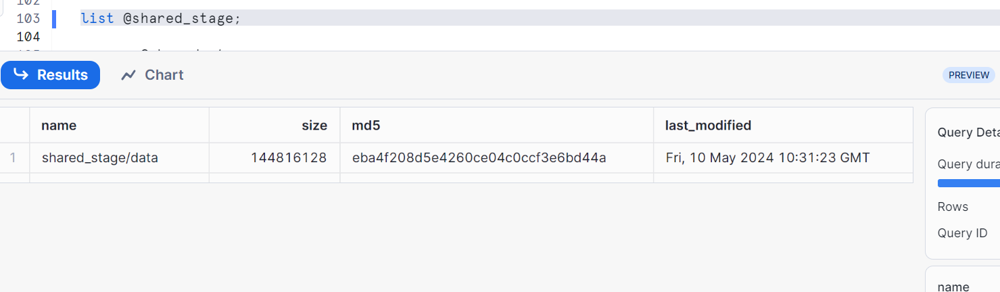 102
103 list @shared_stage;
104
Results Chart PREVIEW
name size md5 last_modified
1 shared_stage/data 144816128 eba4f208d5e4260ce04c0ccf3e6bd44a Fri, 10 May 2024 10:31:23 GMT
Query Deta
Query dura
Rows
Query ID
name